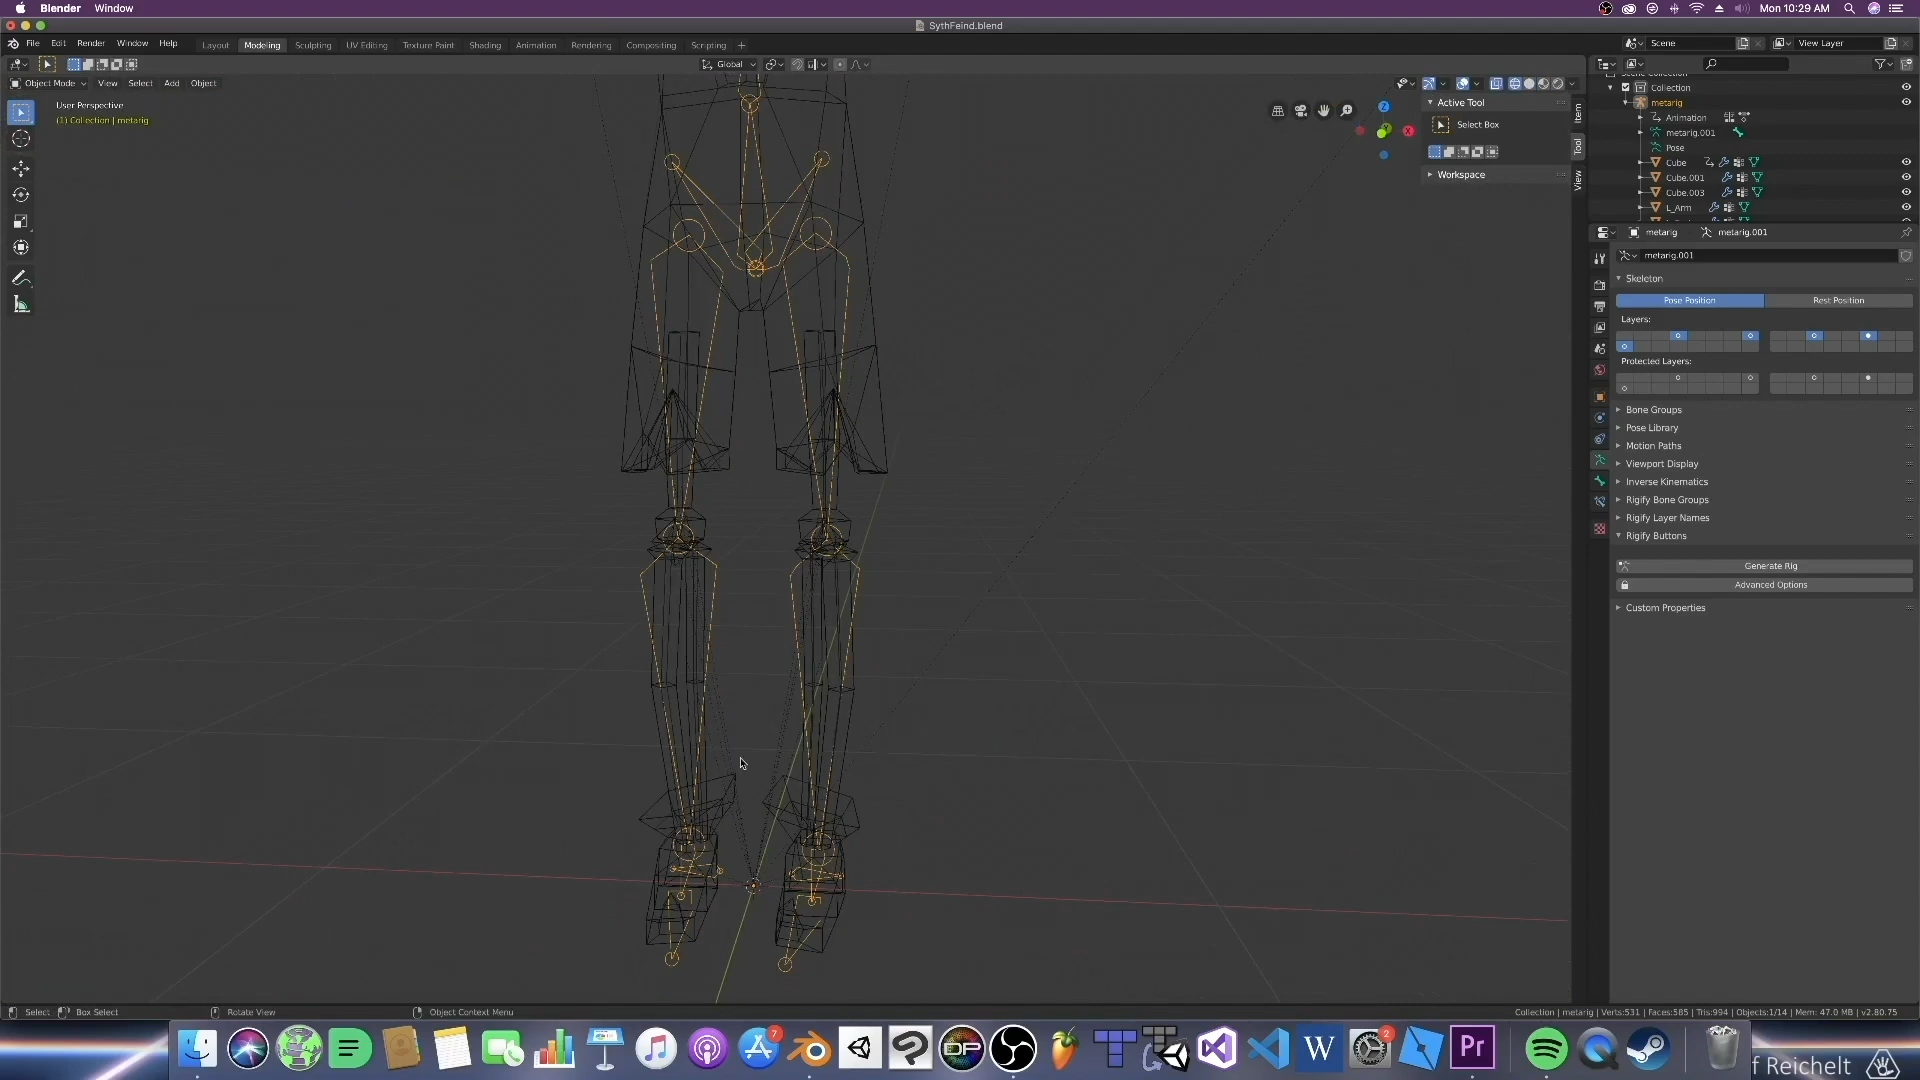 Blender Window Mon 10:29 AM
SythFeind.blend
File Edit Render Window Help Layout Modeling Sculpting UV Editing Texture Paint Shading Animation Rendering Compositing Scripting + Scene View Layer
Global
Object Mode View Select Add Object
Scene Collection
User Perspective
(1) Collection | metarig
Z
Y
X
Active Tool
Select Box
Workspace
Item
Tool
View
Collection
metarig
Animation
metarig.001
Pose
Cube
Cube.001
Cube.003
L_Arm
metarig metarig.001
metarig.001
Skeleton
Pose Position Rest Position
Layers:
Protected Layers:
Bone Groups
Pose Library
Motion Paths
Viewport Display
Inverse Kinematics
Rigify Bone Groups
Rigify Layer Names
Rigify Buttons
Generate Rig
Advanced Options
Custom Properties
Select Box Select Rotate View Object Context Menu Collection | metarig | Verts:531 | Faces:585 | Tris:994 | Objects:1/14 | Mem: 47.0 MB | v2.80.75
7
DP
W
2
Pr
f Reichelt